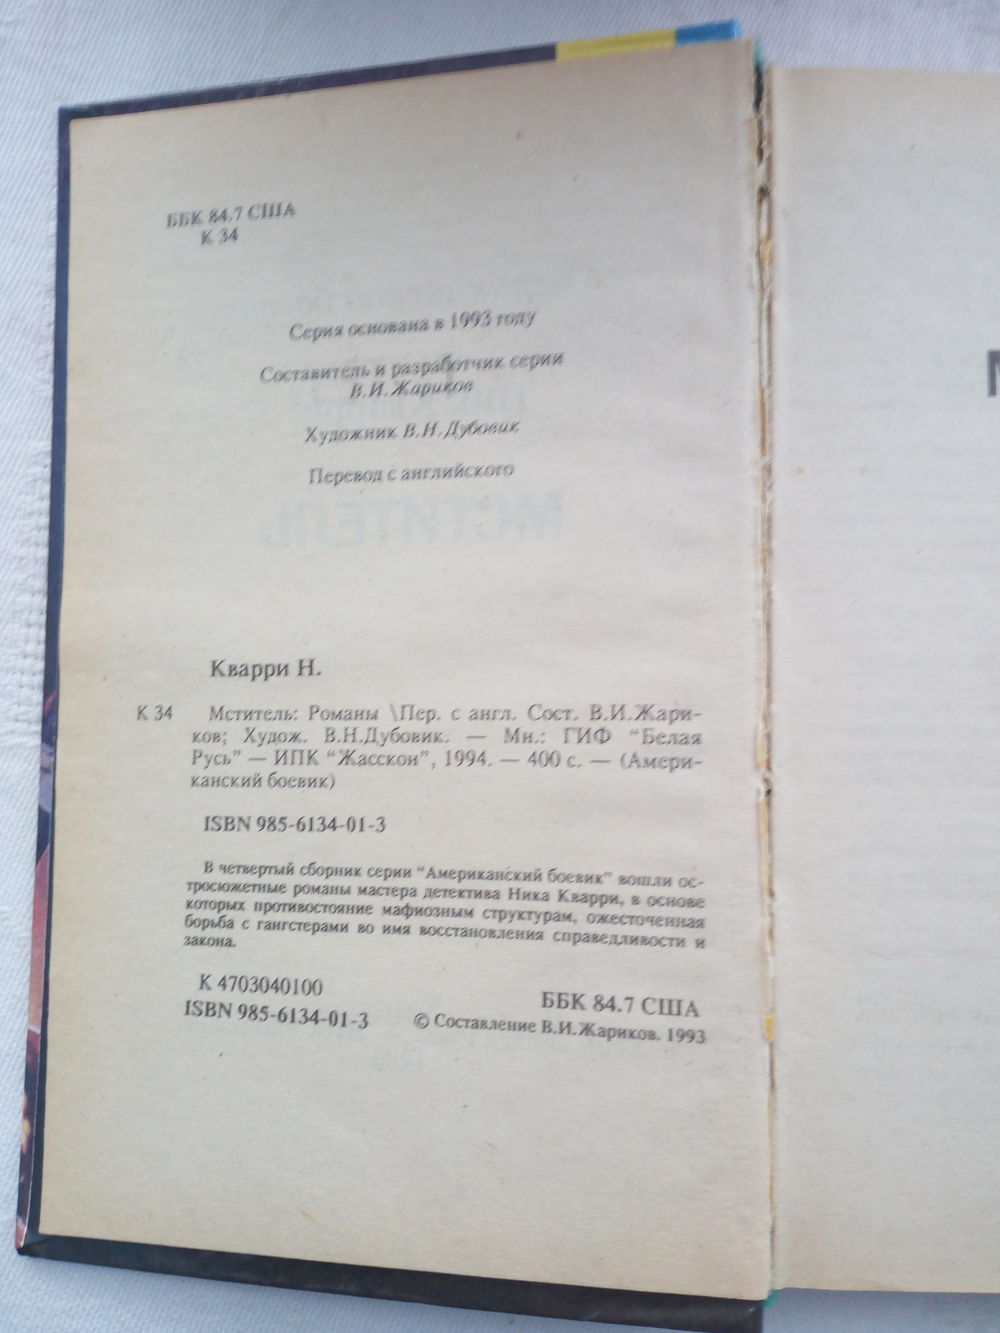 ББК 84.7 США
К 34
Серия основана в 1993 году
Составитель и разработчик серии
В.И.Жариков
Художник В.Н.Дубовик
Перевод с английского
МСТИТЕЛЬ
Кварри Н.
К 34 Мститель: Романы \Пер. с англ. Сост. В.И.Жари-
ков; Худож. В.Н.Дубовик. — Мн.: ГИФ “Белая
Русь” — ИПК “Жасскон”, 1994. — 400 с. — (Амери-
канский боевик)
ISBN 985-6134-01-3
В четвертый сборник серии “Американский боевик” вошли ос-
тросюжетные романы мастера детектива Ника Кварри, в основе
которых противостояние мафиозным структурам, ожесточенная
борьба с гангстерами во имя восстановления справедливости и
закона.
К 4703040100
ISBN 985-6134-01-3
ББК 84.7 США
© Составление В.И.Жариков. 1993
М